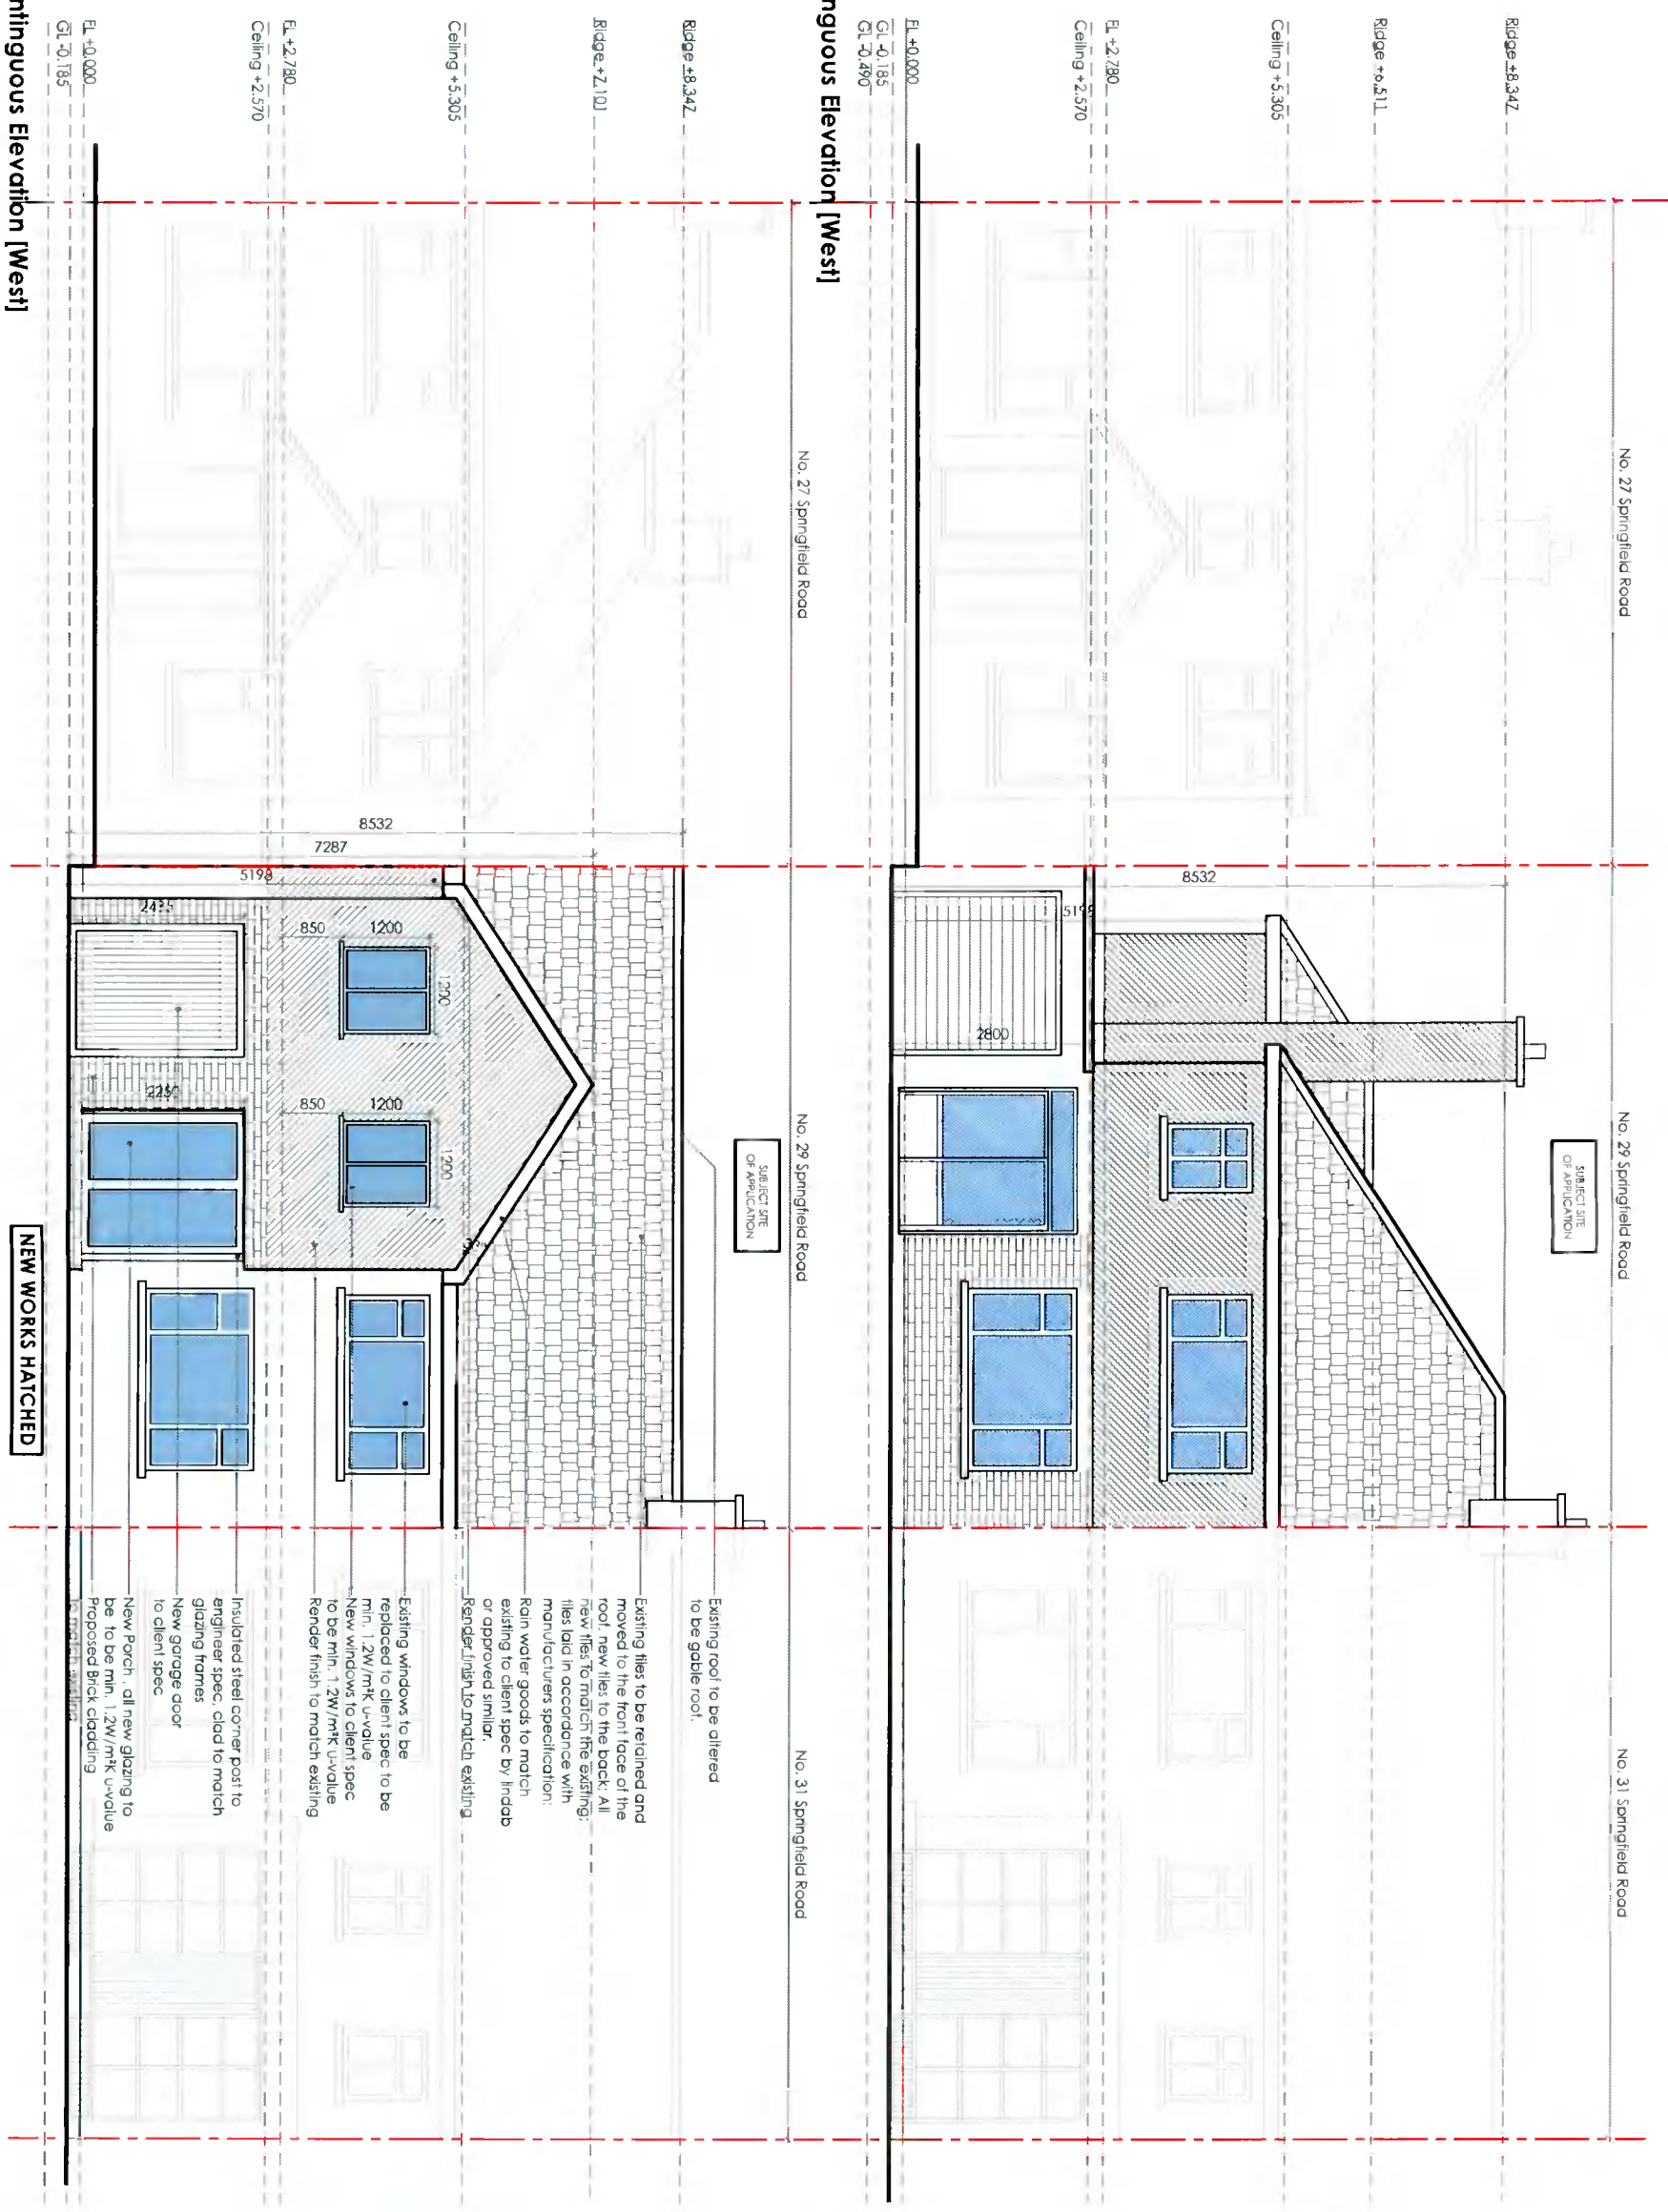 No. 27 Springfield Road
No. 29 Springfield Road
No. 31 Springfield Road
SUBJECT SITE
OF APPLICATION
Ridge +8.347
Ridge +6.511
Ceiling +5.305
FL +2.780
Ceiling +2.570
FL +0.000
GL -0.185
GL -0.490
8532
5198
2800
nguous Elevation [West]
No. 27 Springfield Road
No. 29 Springfield Road
No. 31 Springfield Road
SUBJECT SITE
OF APPLICATION
Ridge +8.347
Ridge +7.101
Ceiling +5.305
FL +2.780
Ceiling +2.570
FL +0.000
GL -0.185
8532
7287
5198
850
1200
1200
850
1200
1200
2250
Existing roof to be altered
to be gable roof.
Existing tiles to be retained and
moved to the front face of the
roof, new tiles to the back; All
new tiles To match the existing;
tiles laid in accordance with
manufacturers specification;
Rain water goods to match
existing to client spec by lindab
or approved similar.
Render finish to match existing
Existing windows to be
replaced to client spec to be
min. 1.2W/m²K u-value
New windows to client spec
to be min. 1.2W/m²K u-value
Render finish to match existing
Insulated steel corner post to
engineer spec, clad to match
glazing frames
New garage door
to client spec
New Porch , all new glazing to
be to be min. 1.2W/m²K u-value
Proposed Brick cladding
to match existing
ntinguous Elevation [West]
NEW WORKS HATCHED